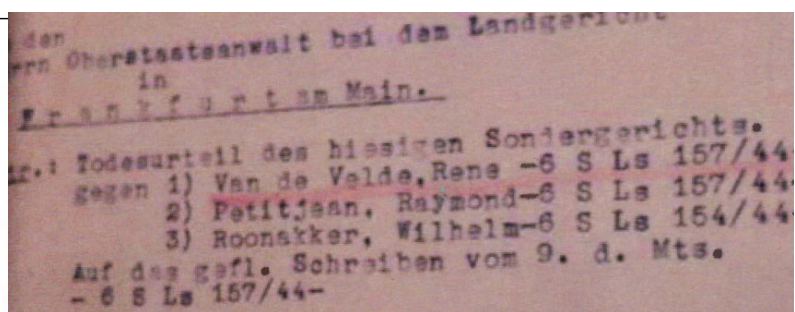 den
rrn Oberstaatsanwalt bei dem Landgericht
in
F r a n k f u r t am Main.
Todesurteil des hiesigen Sondergerichts.
gegen 1) Van de Velde,Rene -6 S Ls 157/44-
2) Petitjean, Raymond-6 S Ls 157/44-
3) Roonakker, Wilhelm-6 S Ls 154/44-
Auf das gefl. Schreiben vom 9. d. Mts.
- 6 S Ls 157/44-